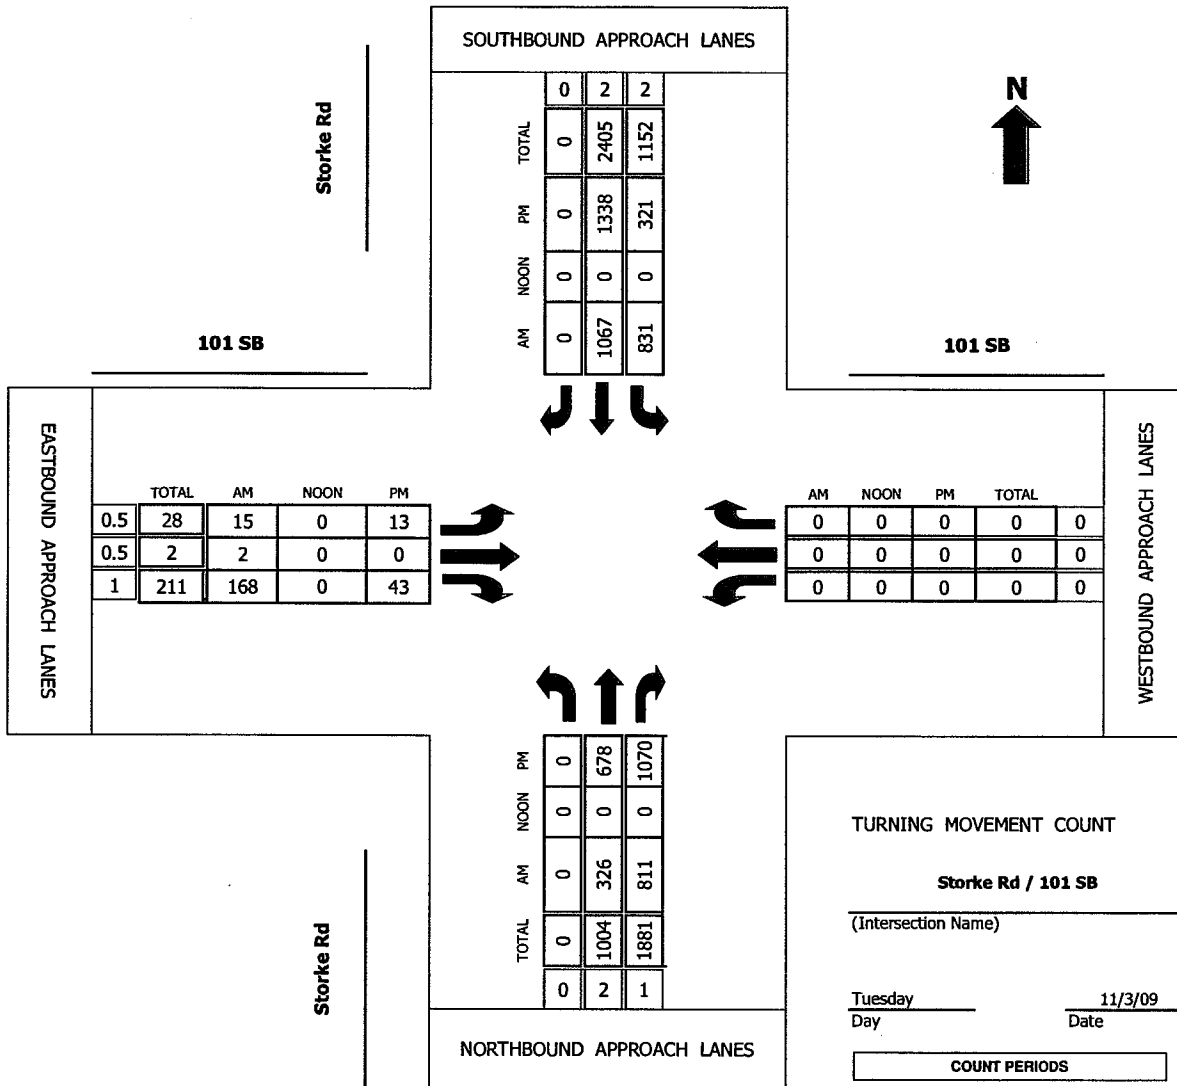 SOUTHBOUND APPROACH LANES
0 2 2
TOTAL 0 2405 1152
PM 0 1338 321
NOON 0 0 0
AM 0 1067 831
Storke Rd
N
101 SB
101 SB
EASTBOUND APPROACH LANES
TOTAL AM NOON PM
0.5 28 15 0 13
0.5 2 2 0 0
1 211 168 0 43
AM NOON PM TOTAL
0 0 0 0 0
0 0 0 0 0
0 0 0 0 0
WESTBOUND APPROACH LANES
PM 0 678 1070
NOON 0 0 0
AM 0 326 811
TOTAL 0 1004 1881
0 2 1
NORTHBOUND APPROACH LANES
Storke Rd
TURNING MOVEMENT COUNT
Storke Rd / 101 SB
(Intersection Name)
Tuesday 11/3/09
Day Date
COUNT PERIODS